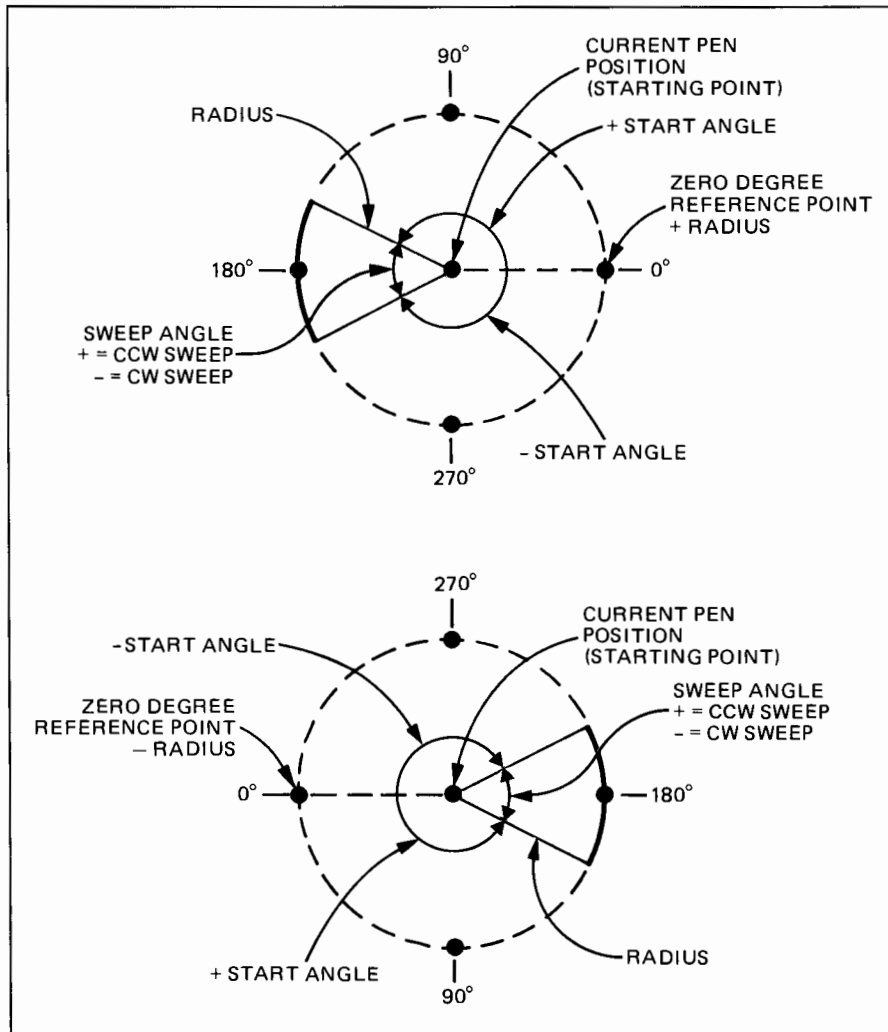 90°
CURRENT PEN
POSITION
(STARTING POINT)
RADIUS
+ START ANGLE
ZERO DEGREE
REFERENCE POINT
+ RADIUS
180°
0°
SWEEP ANGLE
+ = CCW SWEEP
- = CW SWEEP
- START ANGLE
270°
270°
CURRENT PEN
POSITION
(STARTING POINT)
-START ANGLE
SWEEP ANGLE
+ = CCW SWEEP
- = CW SWEEP
ZERO DEGREE
REFERENCE POINT
— RADIUS
0°
180°
RADIUS
+ START ANGLE
90°